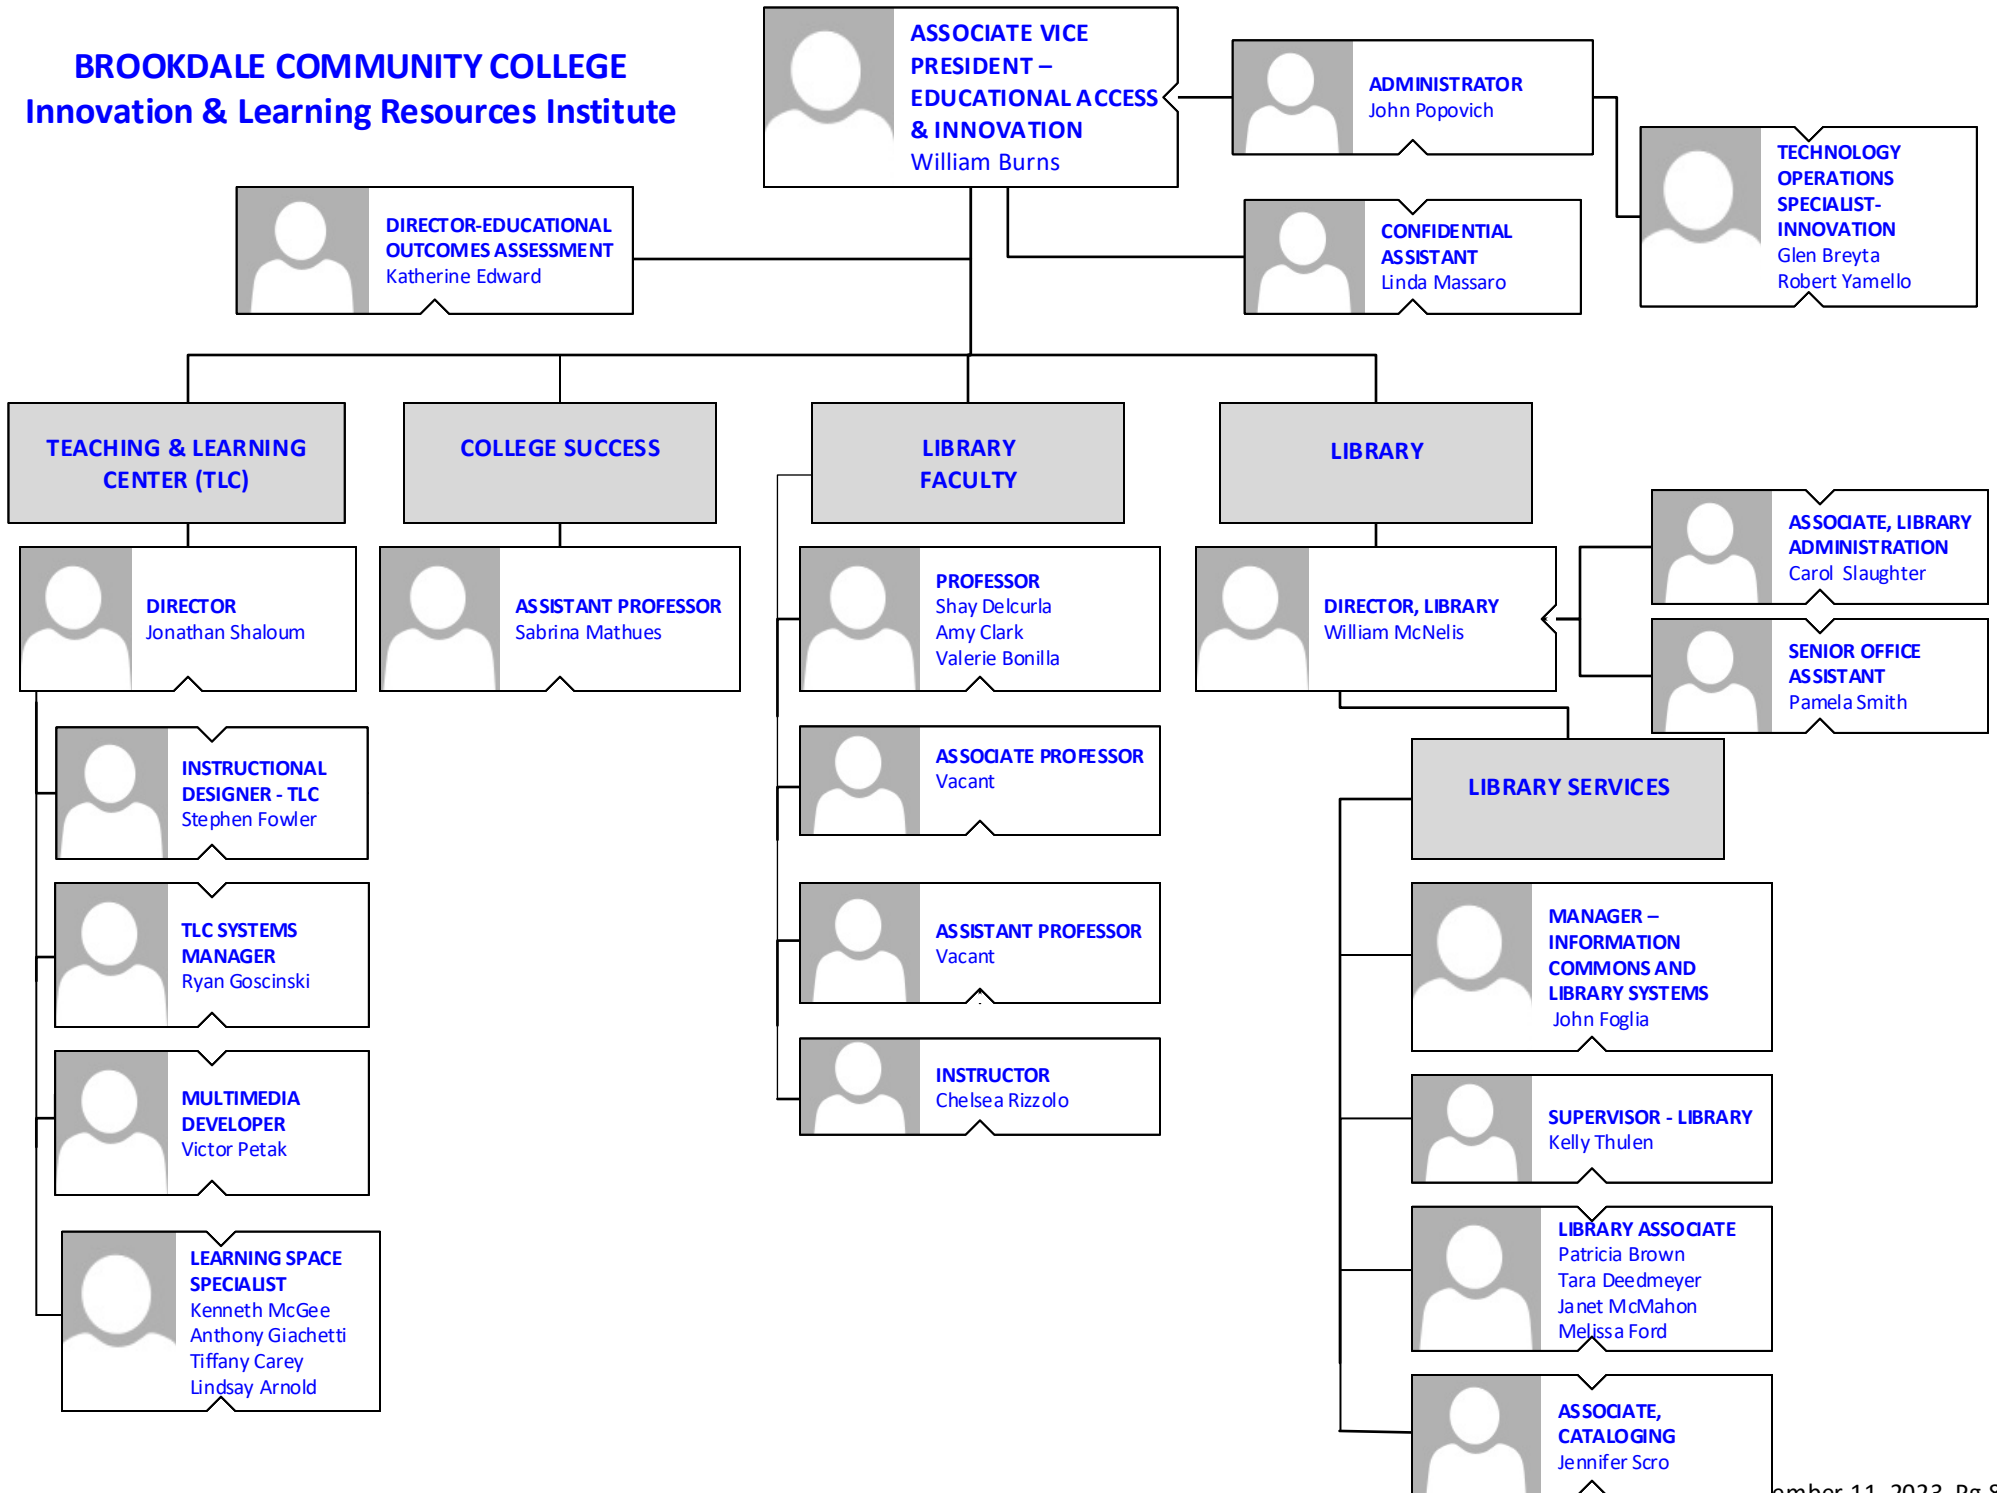 BROOKDALE COMMUNITY COLLEGE
Innovation & Learning Resources Institute
ASSOCIATE VICE
PRESIDENT –
EDUCATIONAL ACCESS
& INNOVATION
William Burns
ADMINISTRATOR
John Popovich
TECHNOLOGY
OPERATIONS
SPECIALIST-
INNOVATION
Glen Breyta
Robert Yamello
DIRECTOR-EDUCATIONAL
OUTCOMES ASSESSMENT
Katherine Edward
CONFIDENTIAL
ASSISTANT
Linda Massaro
TEACHING & LEARNING
CENTER (TLC)
COLLEGE SUCCESS
LIBRARY
FACULTY
LIBRARY
DIRECTOR
Jonathan Shaloum
ASSISTANT PROFESSOR
Sabrina Mathues
PROFESSOR
Shay Delcurla
Amy Clark
Valerie Bonilla
DIRECTOR, LIBRARY
William McNelis
ASSOCIATE, LIBRARY
ADMINISTRATION
Carol Slaughter
SENIOR OFFICE
ASSISTANT
Pamela Smith
INSTRUCTIONAL
DESIGNER - TLC
Stephen Fowler
TLC SYSTEMS
MANAGER
Ryan Goscinski
MULTIMEDIA
DEVELOPER
Victor Petak
LEARNING SPACE
SPECIALIST
Kenneth McGee
Anthony Giachetti
Tiffany Carey
Lindsay Arnold
ASSOCIATE PROFESSOR
Vacant
ASSISTANT PROFESSOR
Vacant
INSTRUCTOR
Chelsea Rizzolo
LIBRARY SERVICES
MANAGER –
INFORMATION
COMMONS AND
LIBRARY SYSTEMS
John Foglia
SUPERVISOR - LIBRARY
Kelly Thulen
LIBRARY ASSOCIATE
Patricia Brown
Tara Deedmeyer
Janet McMahon
Melissa Ford
ASSOCIATE,
CATALOGING
Jennifer Scro
11, 2023, Pg